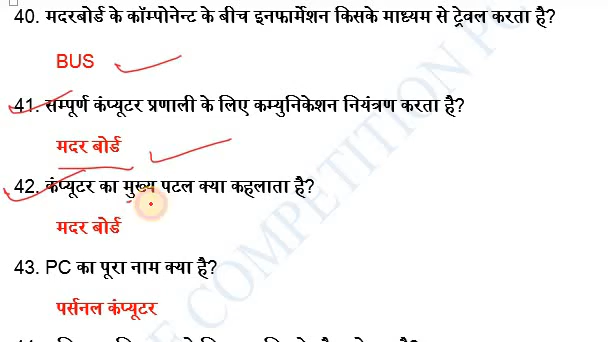 40. मदरबोर्ड के कॉम्पोनेन्ट के बीच इनफार्मेशन किसके माध्यम से ट्रेवल करता है?
BUS
41. सम्पूर्ण कंप्यूटर प्रणाली के लिए कम्युनिकेशन नियंत्रण करता है?
मदर बोर्ड
42. कंप्यूटर का मुख्य पटल क्या कहलाता है?
मदर बोर्ड
43. PC का पूरा नाम क्या है?
पर्सनल कंप्यूटर
COMPETITION